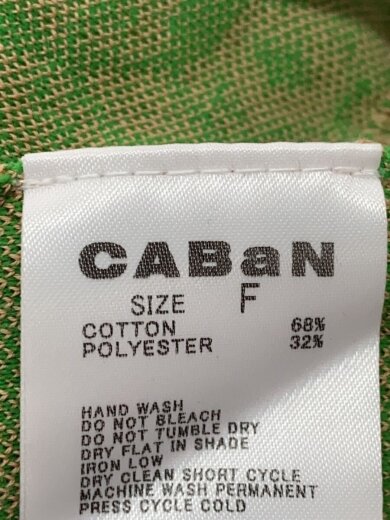 CABaN
SIZE F
COTTON 68%
POLYESTER 32%
HAND WASH
DO NOT BLEACH
DO NOT TUMBLE DRY
DRY FLAT IN SHADE
IRON LOW
DRY CLEAN SHORT CYCLE
MACHINE WASH PERMANENT
PRESS CYCLE COLD